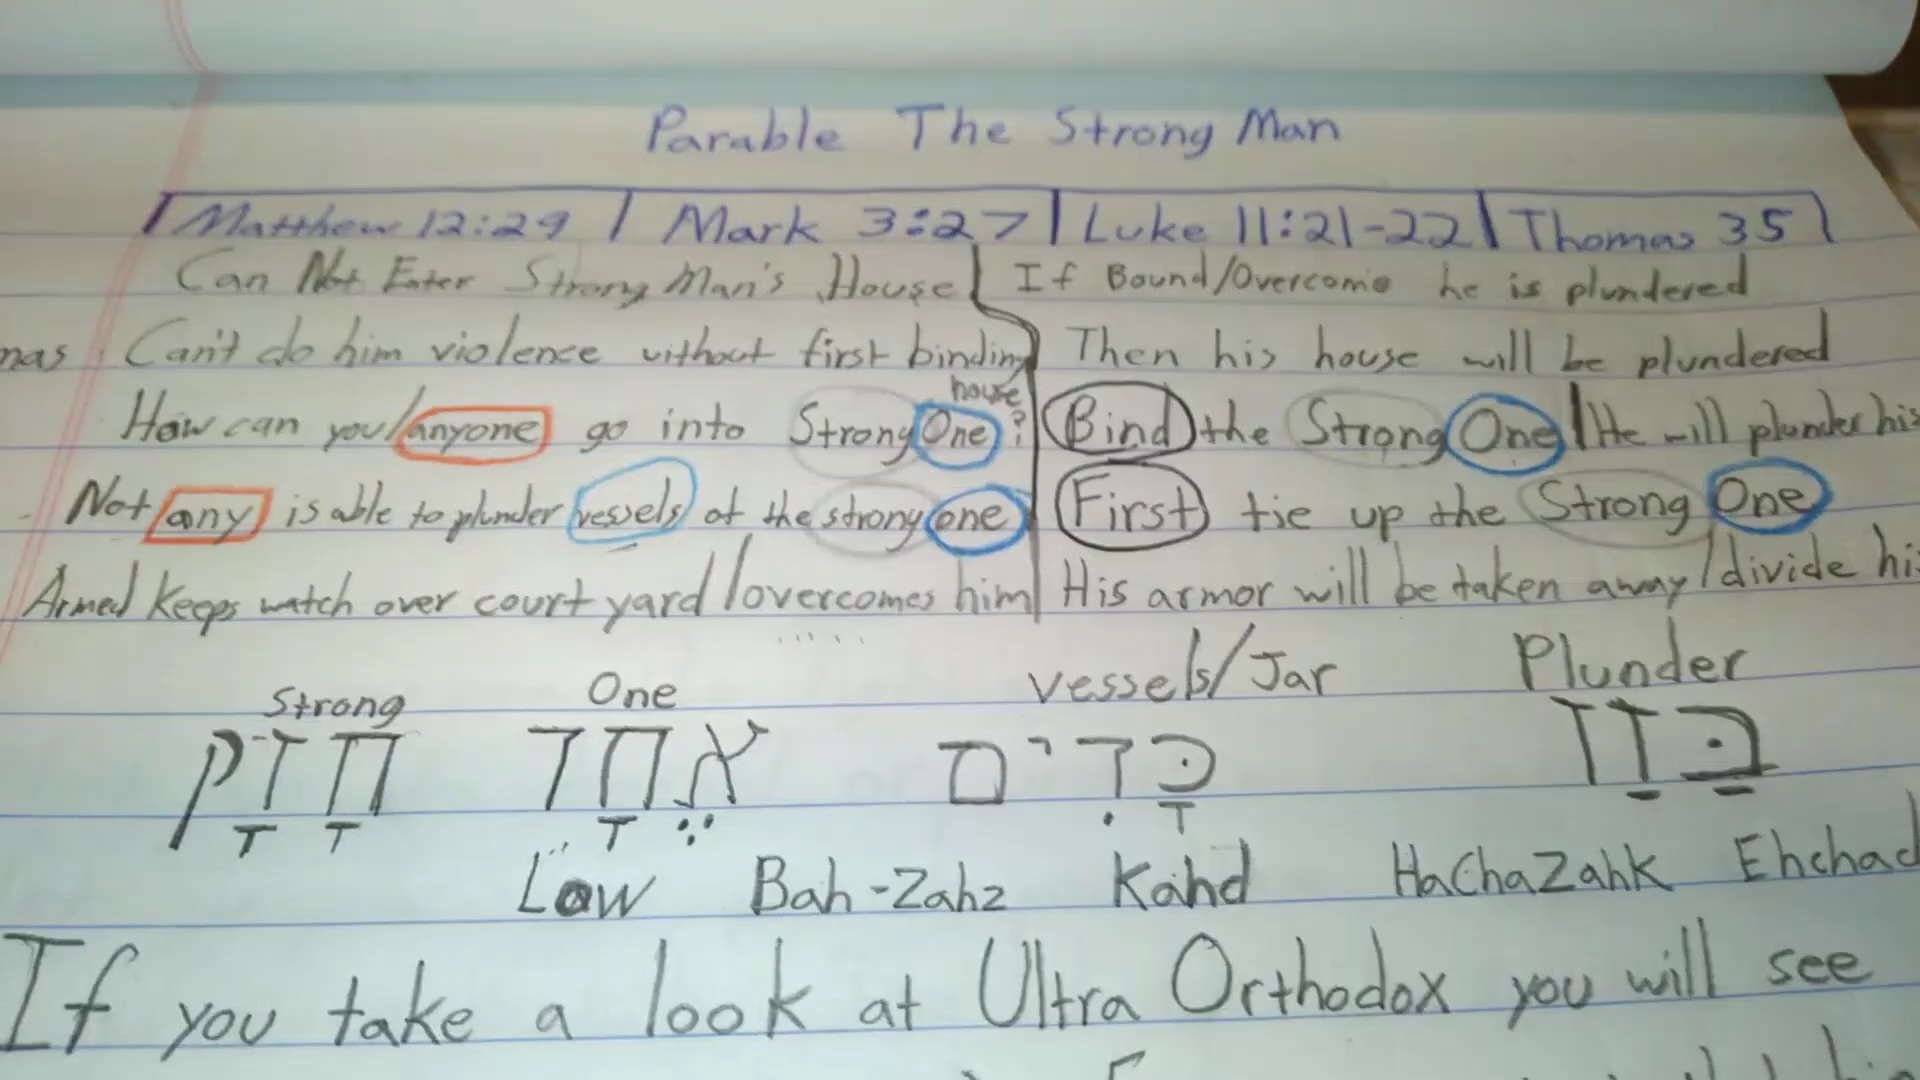 Parable The Strong Man
Matthew 12:29 / Mark 3:27 | Luke 11:21-22 | Thomas 35
Can Not Enter Strong Man's House If Bound/Overcome he is plundered
nas Can't do him violence without first binding Then his house will be plundered
house
How can you/anyone go into Strong One? Bind the Strong One | He will plunder his
Not any is able to plunder vessels of the strong one First tie up the Strong One
Armed keeps watch over court yard/overcomes him His armor will be taken away/divide hi
Strong One Vessels/Jar Plunder
חָזָק אֶחָד כָּדִים בַּזַז
Low Bah-Zahz Kahd HaChaZahk Ehchad
If you take a look at Ultra Orthodox you will see